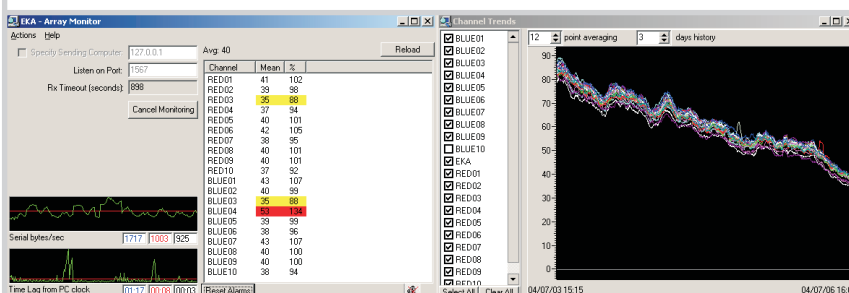 EKA - Array Monitor
Actions Help
Specify Sending Computer: 127.0.0.1
Listen on Port: 1567
Rx Timeout (seconds): 898
Cancel Monitoring
Serial bytes/sec 1717 1003 925
Time Lag from PC clock 01:17 00:08 00:03
Avg: 40 Reload
Channel Mean %
RED01 41 102
RED02 39 98
RED03 35 88
RED04 37 94
RED05 40 101
RED06 42 105
RED07 38 95
RED08 40 101
RED09 40 101
RED10 37 92
BLUE01 43 107
BLUE02 40 99
BLUE03 35 88
BLUE04 53 134
BLUE05 39 99
BLUE06 38 96
BLUE07 43 107
BLUE08 40 100
BLUE09 40 100
BLUE10 38 94
Reset Alarms
Channel Trends
BLUE01
BLUE02
BLUE03
BLUE04
BLUE05
BLUE06
BLUE07
BLUE08
BLUE09
BLUE10
EKA
RED01
RED02
RED03
RED04
RED05
RED06
RED07
RED08
RED09
RED10
Select All Clear All
12 point averaging 3 days history
90
80
70
60
50
40
30
20
10
0
04/07/03 15:15 04/07/06 16:0